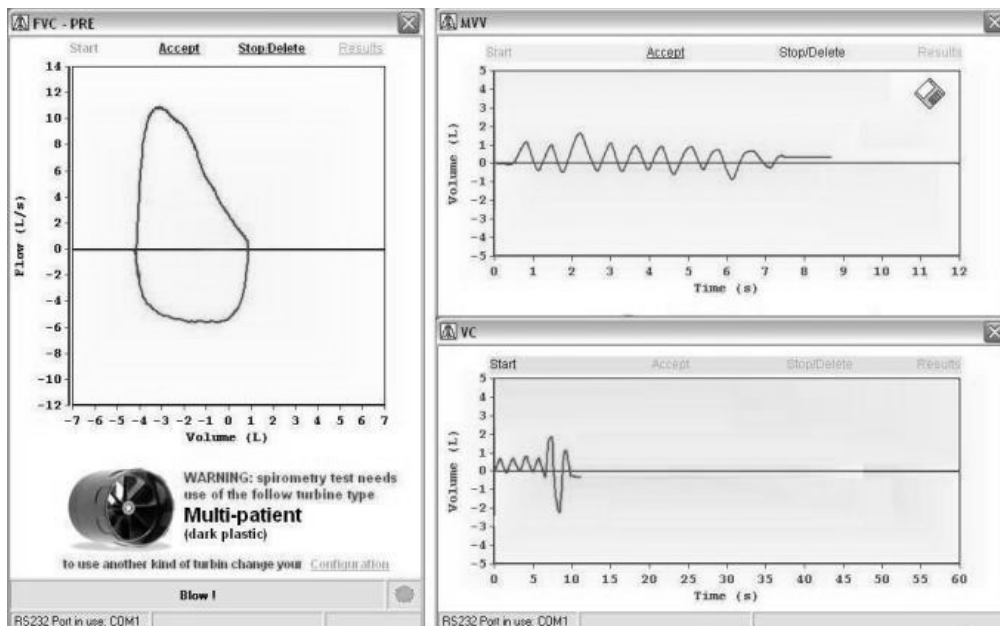 FVC - PRE
Start Accept Stop/Delete Results
14
12
10
8
6
4
2
0
-2
-4
-6
-8
-10
-12
Flow (L/s)
-7 -6 -5 -4 -3 -2 -1 0 1 2 3 4 5 6 7
Volume (L)
WARNING: spirometry test needs
use of the follow turbine type
Multi-patient
(dark plastic)
to use another kind of turbin change your Configuration
Blow !
RS232 Port in use: COM1
MVV
Start Accept Stop/Delete Results
5
4
3
2
1
0
-1
-2
-3
-4
-5
Volume (L)
0 1 2 3 4 5 6 7 8 9 10 11 12
Time (s)
VC
Start Accept Stop/Delete Results
5
4
3
2
1
0
-1
-2
-3
-4
-5
Volume (L)
0 5 10 15 20 25 30 35 40 45 50 55 60
Time (s)
RS232 Port in use: COM1